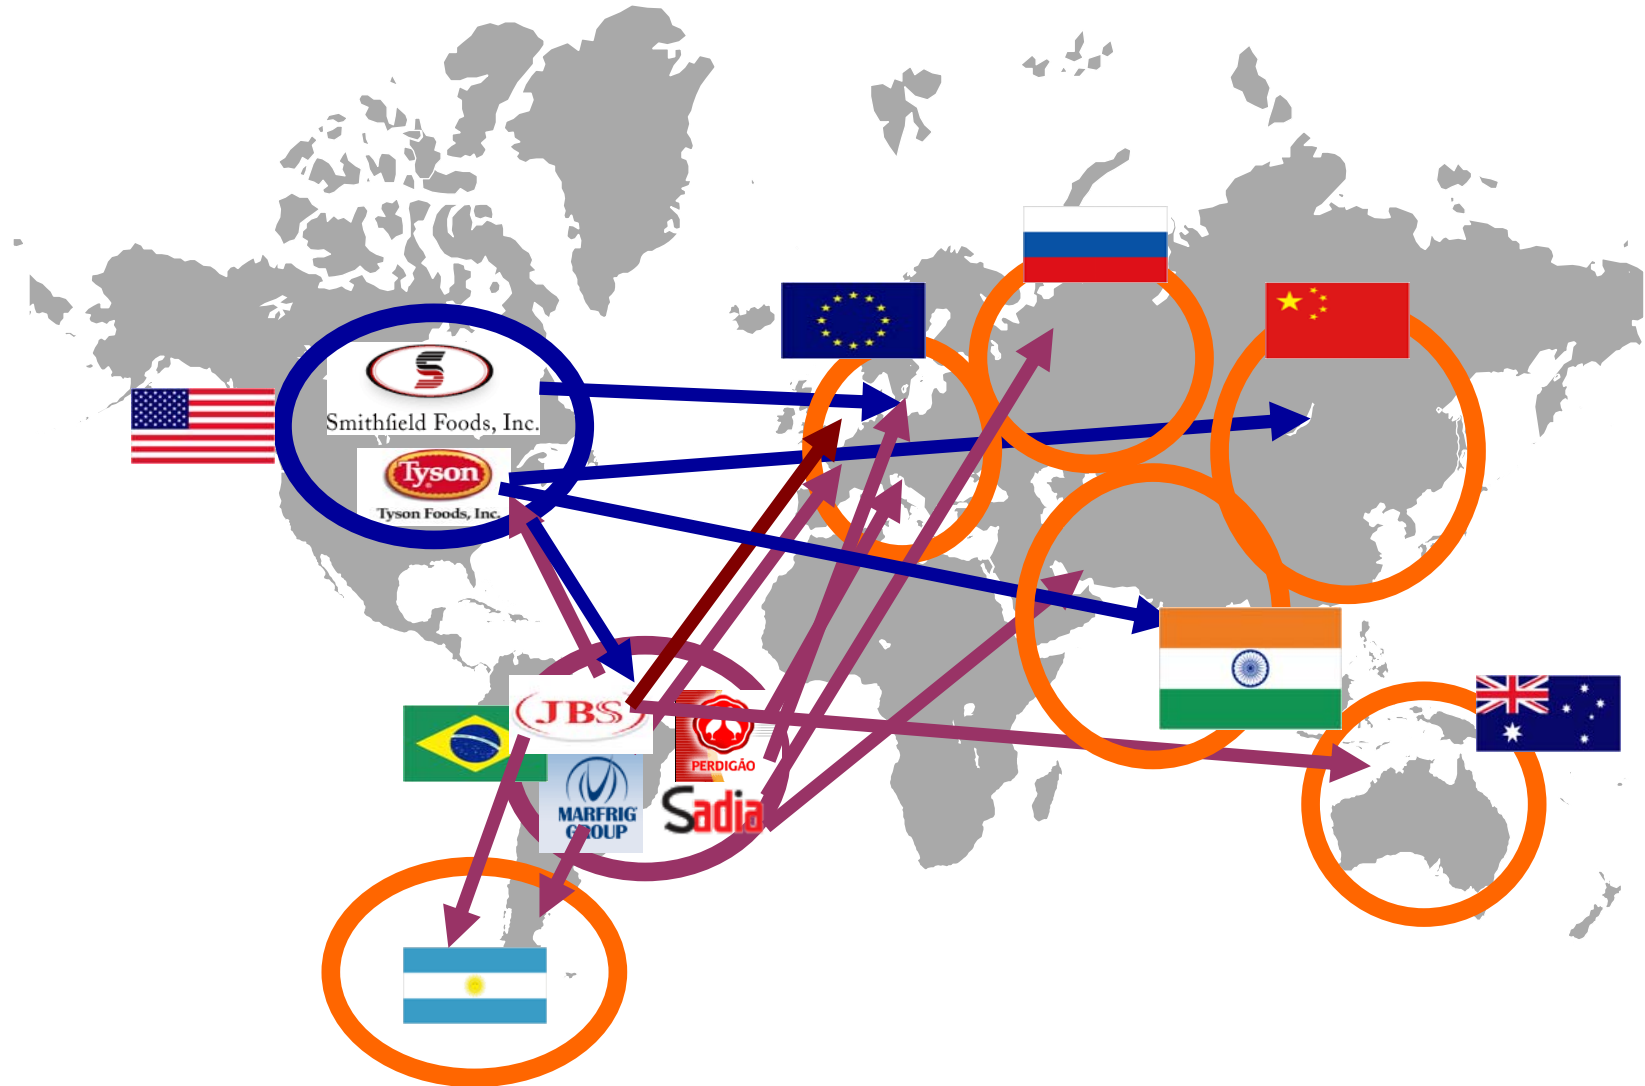 S
Smithfield Foods, Inc.
Tyson
Tyson Foods, Inc.
JBS
PERDIGÃO
MARFRIG
GROUP
Sadia